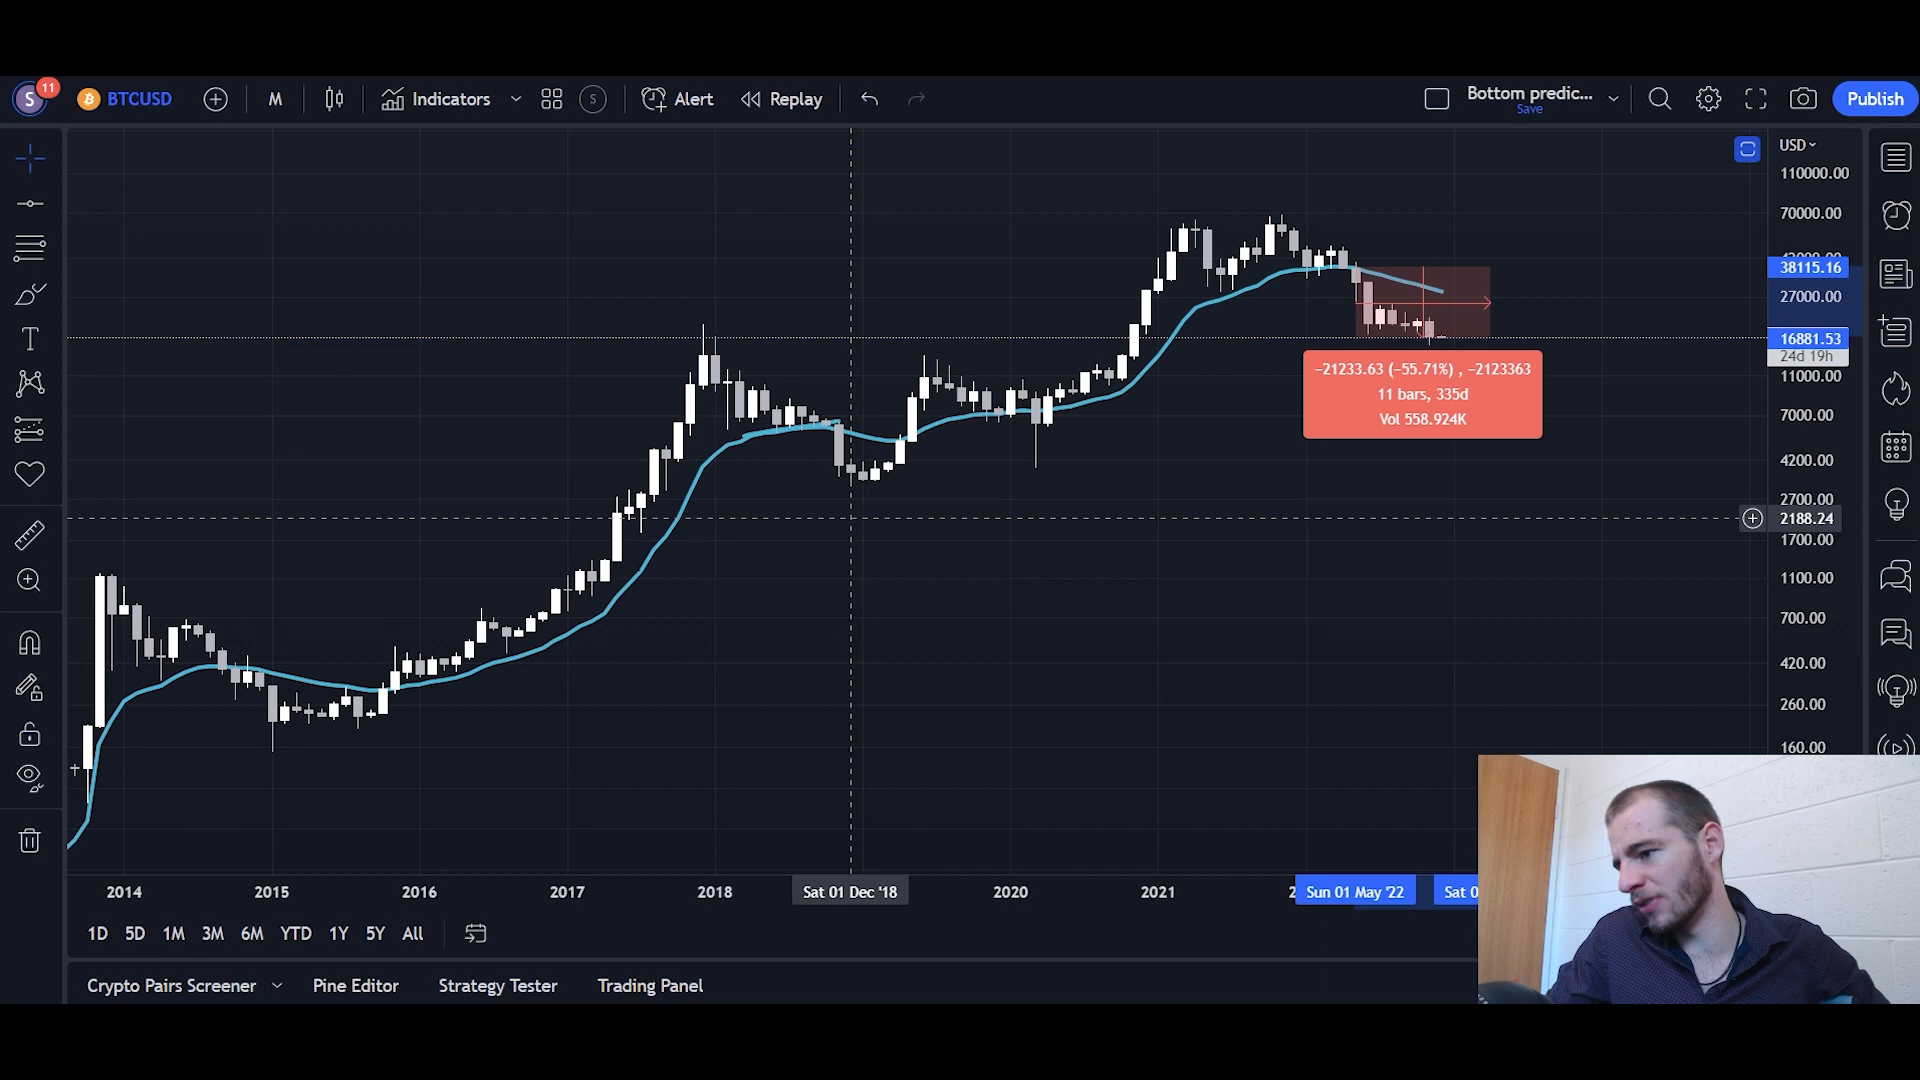 S 11 BTCUSD M Indicators S Alert Replay Bottom predic... Publish
Save
USD
110000.00
70000.00
38115.16
27000.00
16881.53
24d 19h
11000.00
7000.00
4200.00
2700.00
2188.24
1700.00
1100.00
700.00
420.00
260.00
160.00
−21233.63 (−55.71%) , −2123363
11 bars, 335d
Vol 558.924K
2014 2015 2016 2017 2018 Sat 01 Dec '18 2020 2021 Sun 01 May '22 Sat 0
1D 5D 1M 3M 6M YTD 1Y 5Y All
Crypto Pairs Screener Pine Editor Strategy Tester Trading Panel